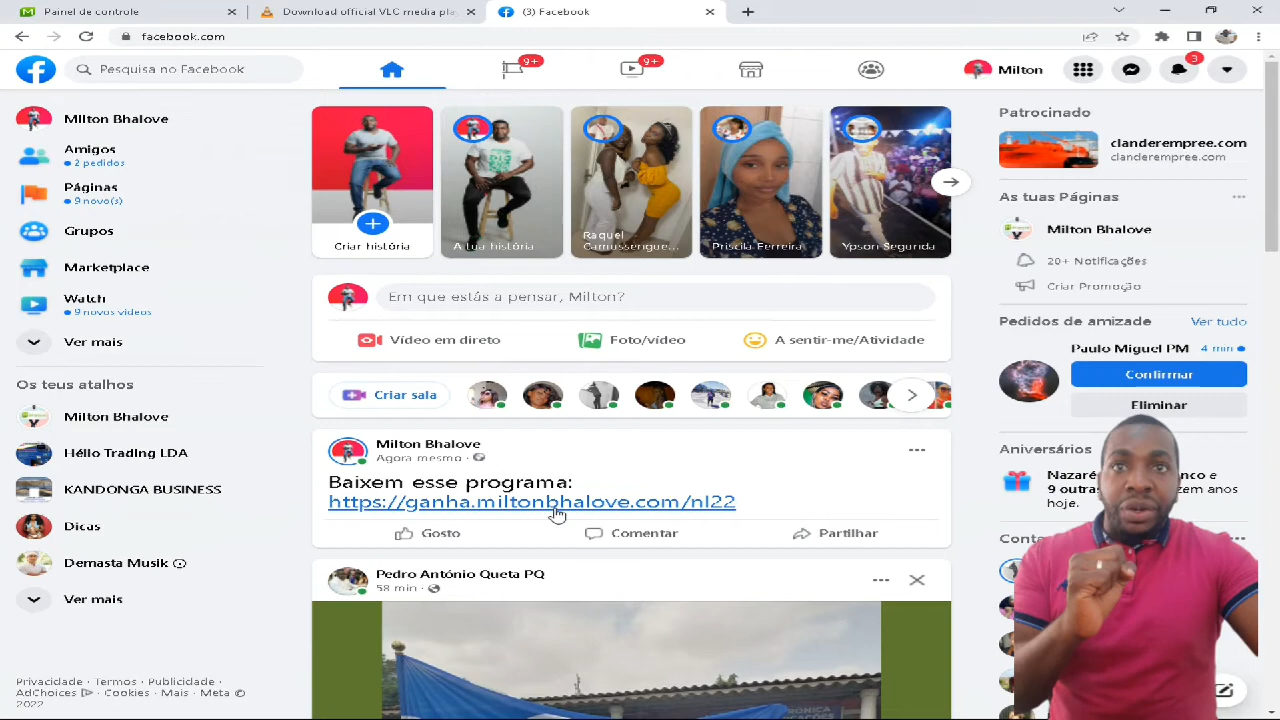 Painel de controle
Download official VLC media pla
(3) Facebook
facebook.com
Pesquisa no Facebook
9+
9+
Milton
3
Milton Bhalove
Amigos
2 pedidos
Páginas
9 novo(s)
Grupos
Marketplace
Watch
9 novos vídeos
Ver mais
Os teus atalhos
Milton Bhalove
Héllo Trading LDA
KANDONGA BUSINESS
Dicas
Demasta Musik
Ver mais
Privacidade · Termos · Publicidade ·
AdChoices · Cookies · Mais · Meta ©
2022
Criar história
A tua história
Raquel
Priscila Ferreira
Ypson Segunda
Em que estás a pensar, Milton?
Vídeo em direto
Foto/vídeo
A sentir-me/Atividade
Criar sala
Milton Bhalove
Agora mesmo ·
Baixem esse programa:
https://ganha.miltonbhalove.com/nl22
Gosto
Comentar
Partilhar
Pedro António Queta PQ
58 min ·
Patrocinado
clanderempree.com
clanderempree.com
As tuas Páginas
Milton Bhalove
20+ Notificações
Criar Promoção
Pedidos de amizade
Ver tudo
Paulo Miguel PM
4 min
Confirmar
Eliminar
Aniversários
Nazaré
9 outra
em anos
hoje.